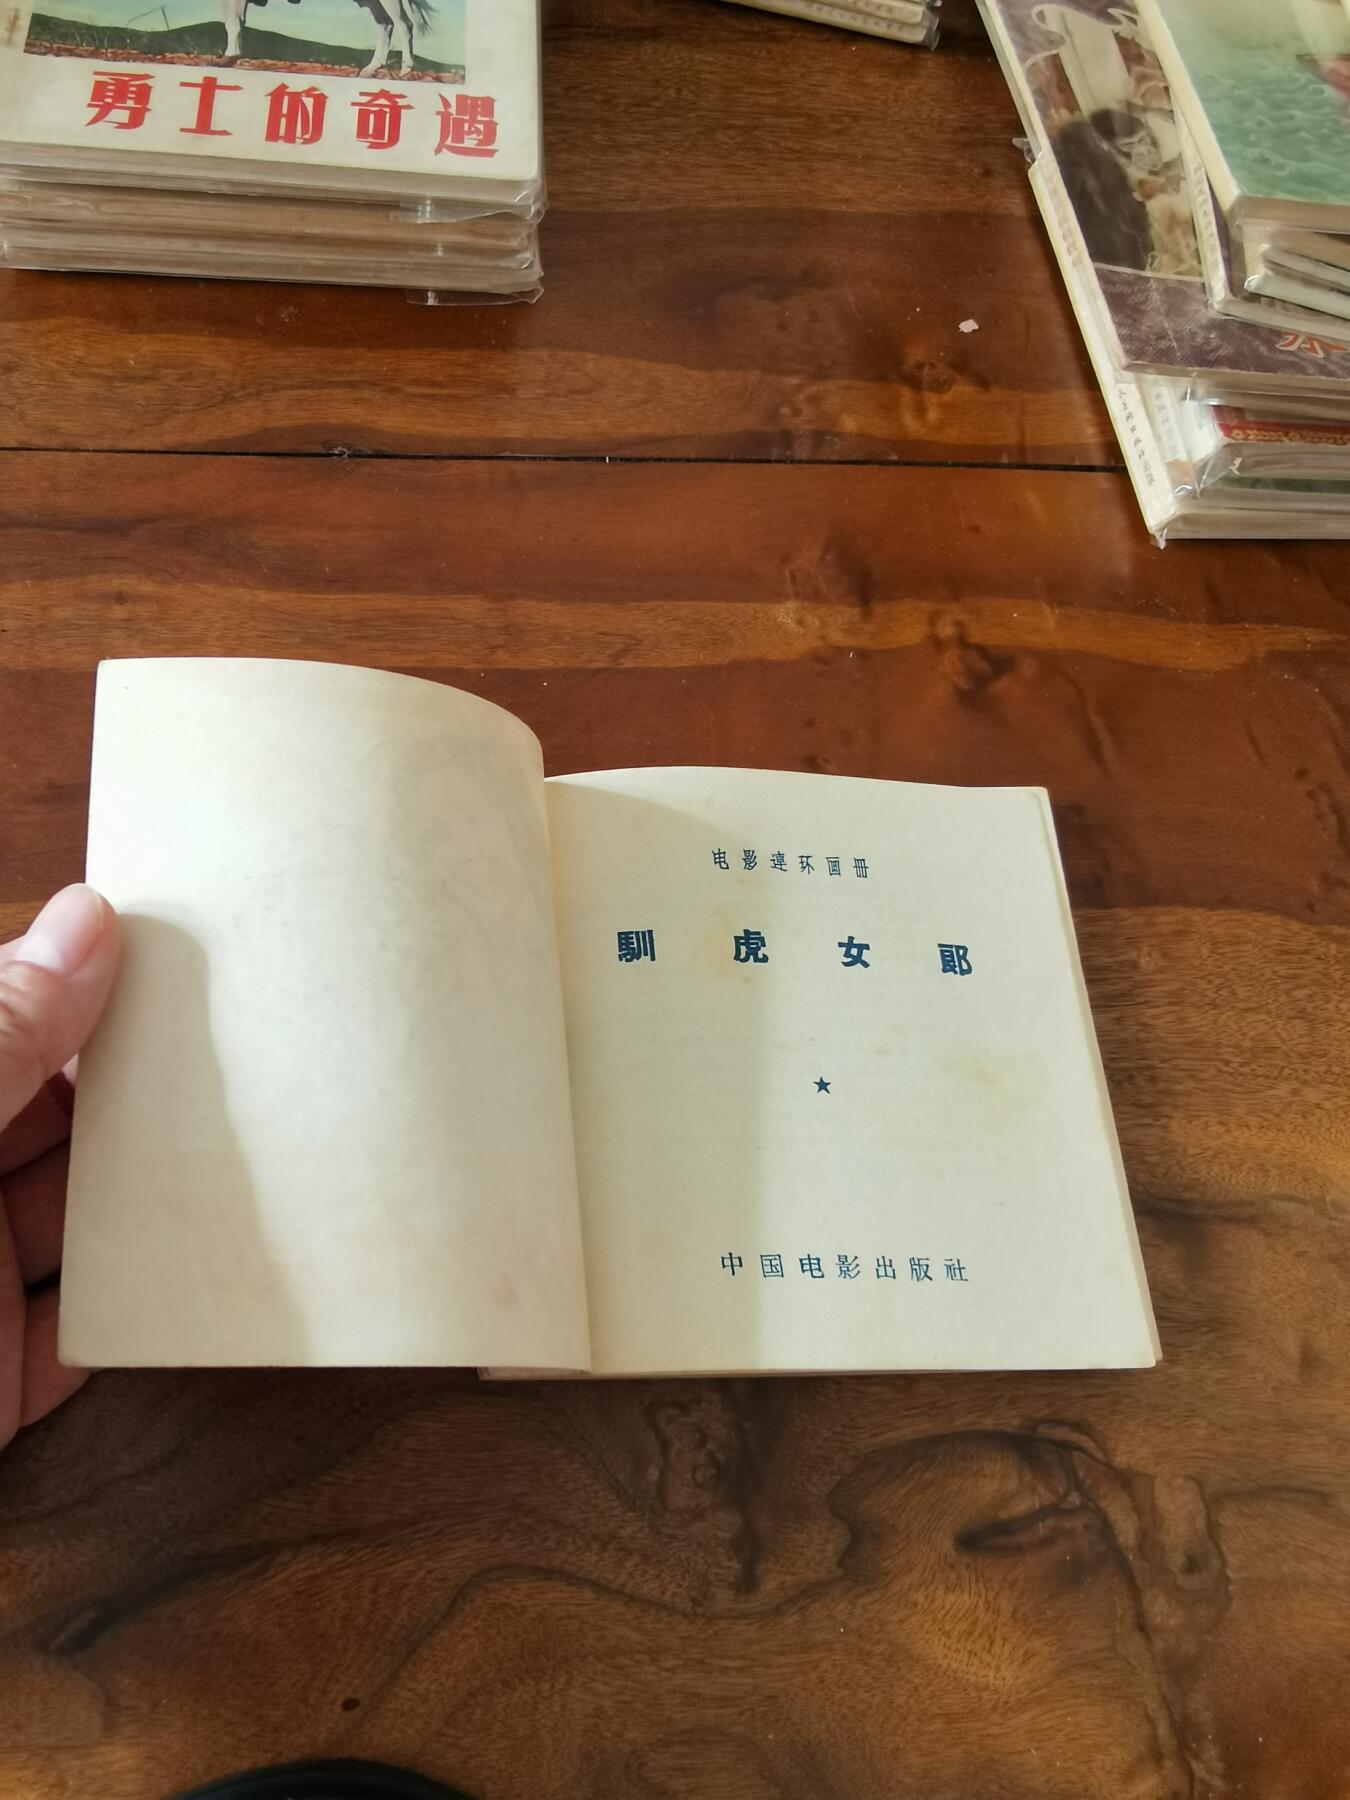 勇士的奇遇
电影連环画册
馴虎女郎
★
中国电影出版社